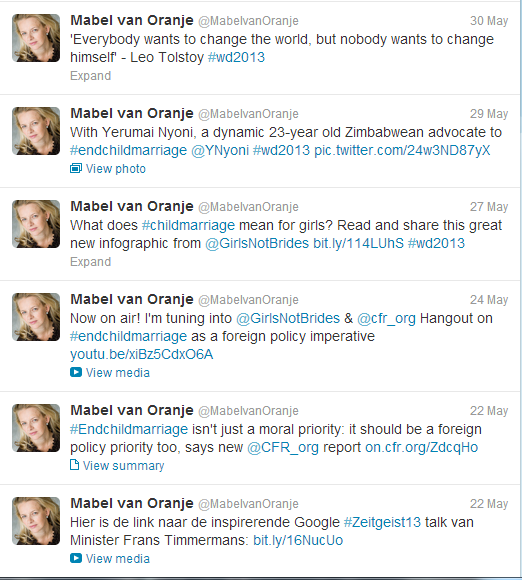 Mabel van Oranje @MabelvanOranje 30 May
'Everybody wants to change the world, but nobody wants to change
himself' - Leo Tolstoy #wd2013
Expand
Mabel van Oranje @MabelvanOranje 29 May
With Yerumai Nyoni, a dynamic 23-year old Zimbabwean advocate to
#endchildmarriage @YNyoni #wd2013 pic.twitter.com/24w3ND87yX
View photo
Mabel van Oranje @MabelvanOranje 27 May
What does #childmarriage mean for girls? Read and share this great
new infographic from @GirlsNotBrides bit.ly/114LUhS #wd2013
Expand
Mabel van Oranje @MabelvanOranje 24 May
Now on air! I'm tuning into @GirlsNotBrides & @cfr_org Hangout on
#endchildmarriage as a foreign policy imperative
youtu.be/xiBz5CdxO6A
View media
Mabel van Oranje @MabelvanOranje 22 May
#Endchildmarriage isn't just a moral priority: it should be a foreign
policy priority too, says new @CFR_org report on.cfr.org/ZdcqHo
View summary
Mabel van Oranje @MabelvanOranje 22 May
Hier is de link naar de inspirerende Google #Zeitgeist13 talk van
Minister Frans Timmermans: bit.ly/16NucUo
View media